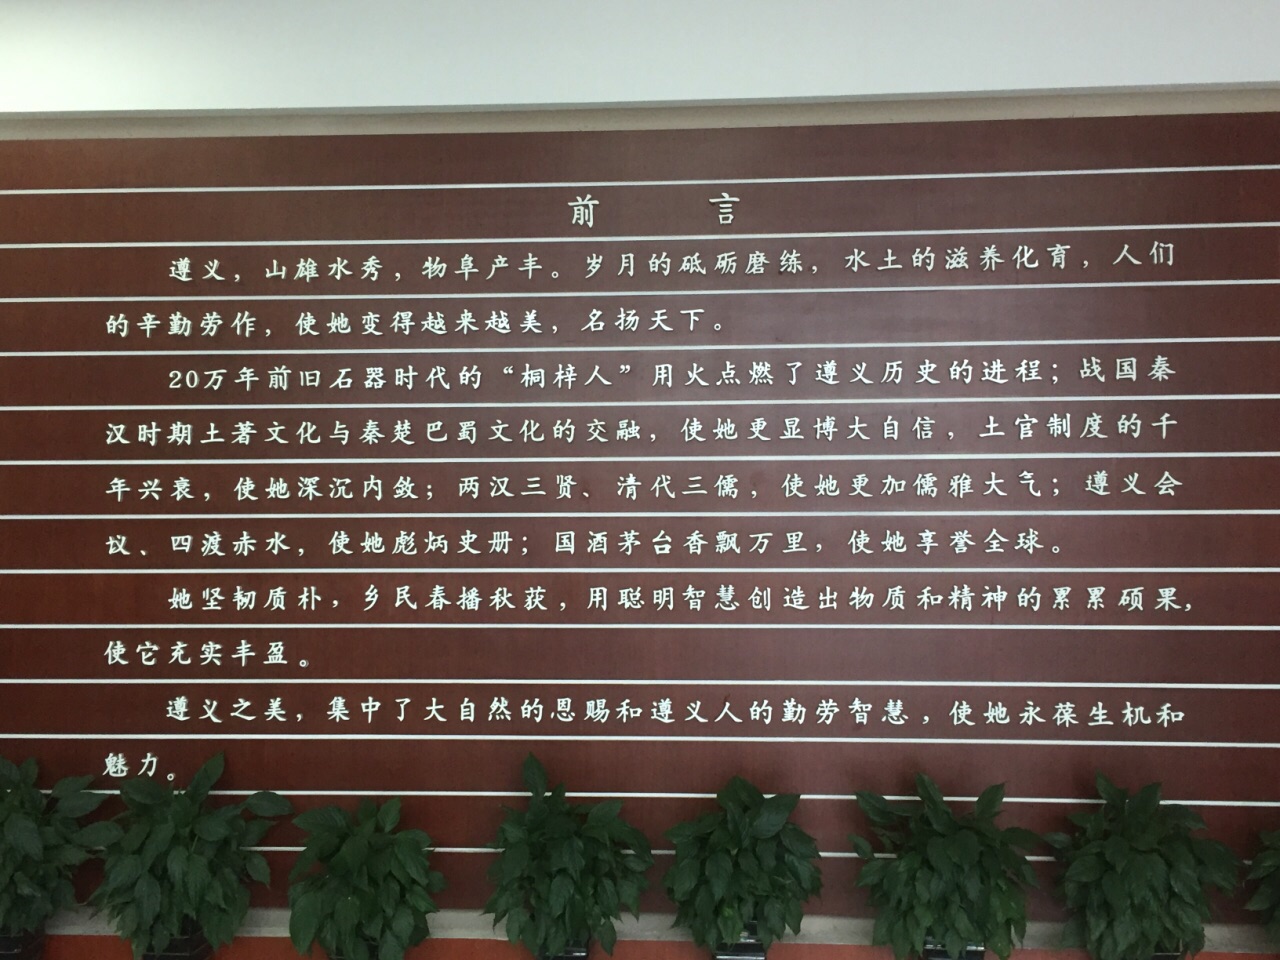 前 言
遵义，山雄水秀，物阜产丰。岁月的砥砺磨练，水土的滋养化育，人们
的辛勤劳作，使她变得越来越美，名扬天下。
20万年前旧石器时代的“桐梓人”用火点燃了遵义历史的进程；战国秦
汉时期土著文化与秦楚巴蜀文化的交融，使她更显博大自信，土官制度的千
年兴衰，使她深沉内敛；两汉三贤、清代三儒，使她更加儒雅大气；遵义会
议、四渡赤水，使她彪炳史册；国酒茅台香飘万里，使她享誉全球。
她坚韧质朴，乡民春播秋获，用聪明智慧创造出物质和精神的累累硕果，
使它充实丰盈。
遵义之美，集中了大自然的恩赐和遵义人的勤劳智慧，使她永葆生机和
魅力。